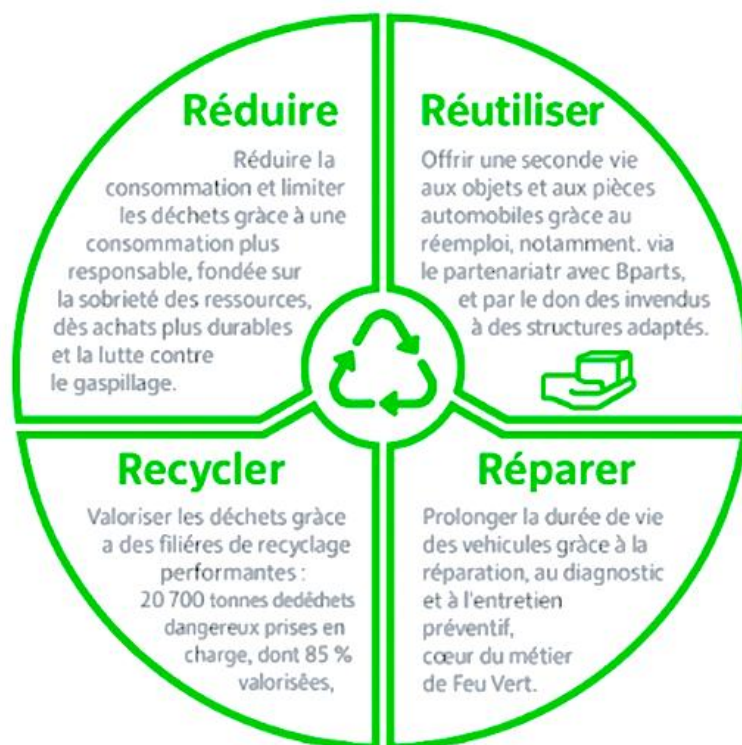 Réduire
Réduire la
consommation et limiter
les déchets grâce à une
consommation plus
responsable, fondée sur
la sobrieté des ressources,
dès achats plus durables
et la lutte contre
le gaspillage.
Réutiliser
Offrir une seconde vie
aux objets et aux pièces
automobiles grâce au
réemploi, notamment. via
le partenariatr avec Bparts,
et par le don des invendus
à des structures adaptés.
Recycler
Valoriser les déchets grâce
a des filiéres de recyclage
performantes :
20 700 tonnes dedèchets
dangereux prises en
charge, dont 85 %
valorisées,
Réparer
Prolonger la durée de vie
des vehicules grâce à la
réparation, au diagnostic
et à l'entretien
préventif,
cœur du métier
de Feu Vert.